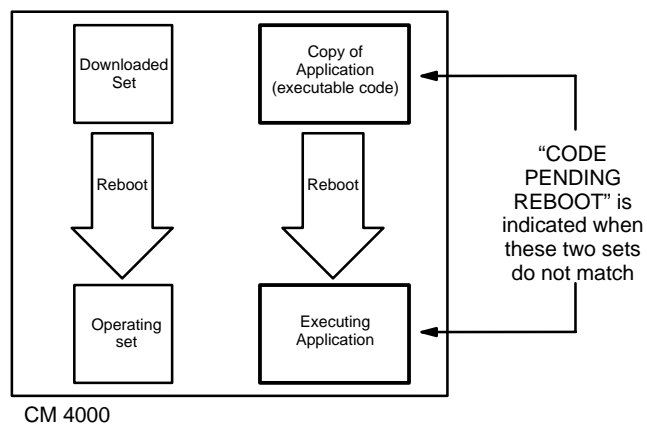 Downloaded
Set
Copy of
Application
(executable code)
Reboot
Reboot
“CODE
PENDING
REBOOT” is
indicated when
these two sets
do not match
Operating
set
Executing
Application
CM 4000